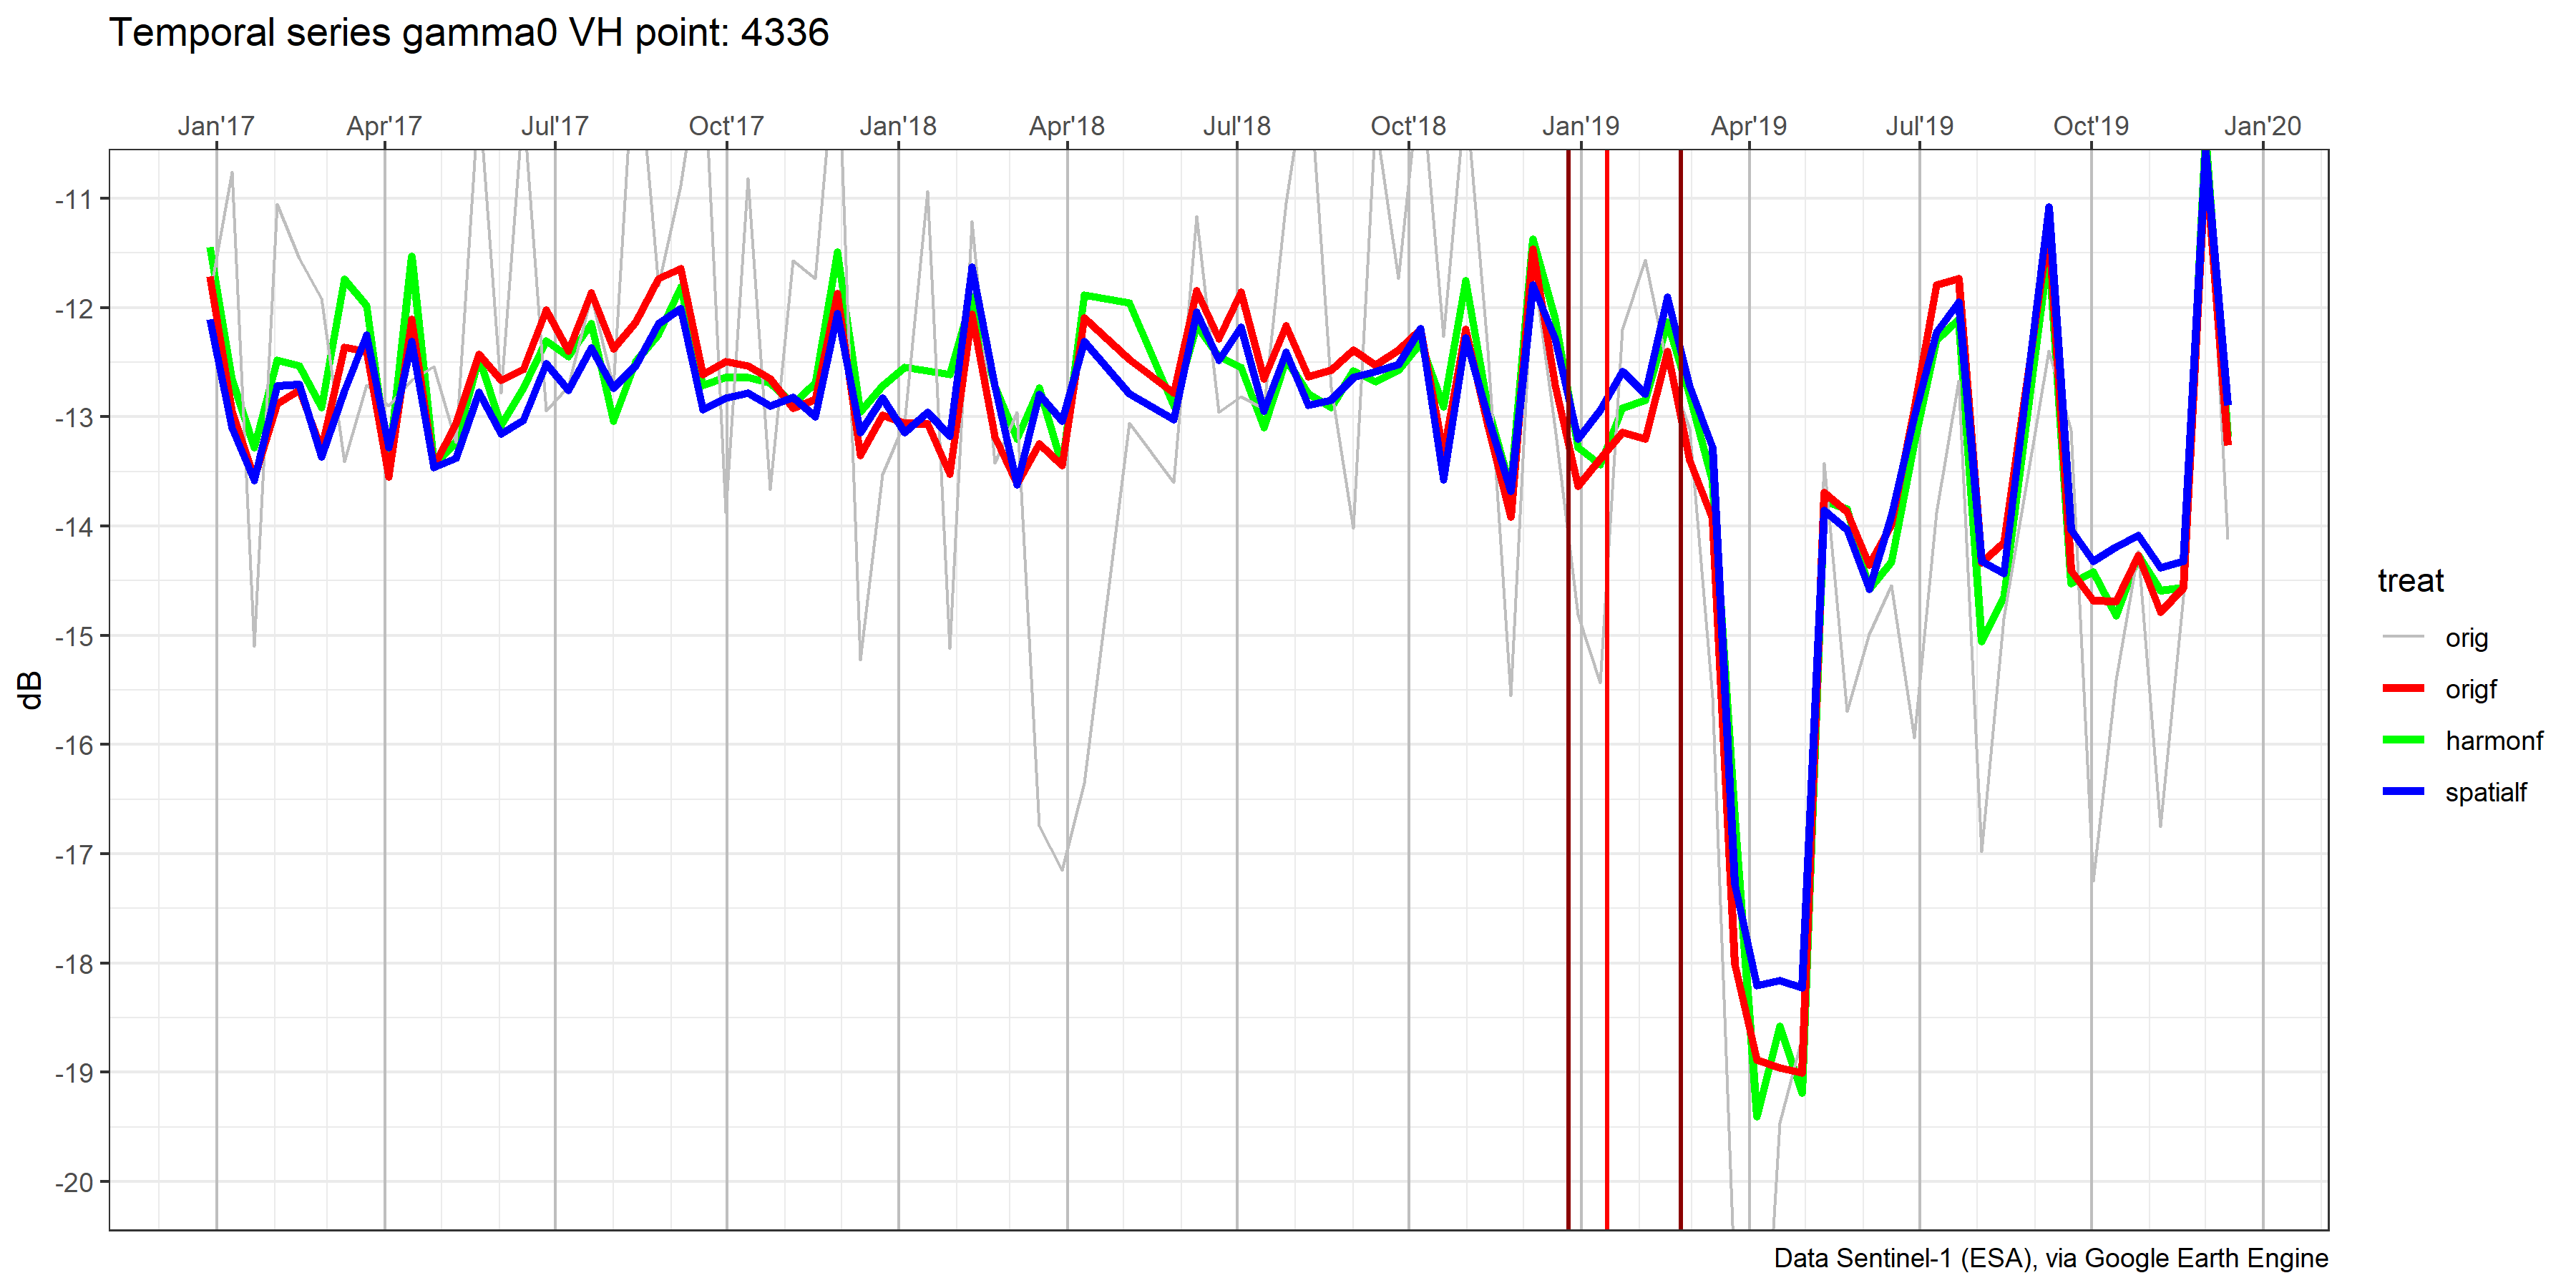 Temporal series gamma0 VH point: 4336
Jan'17 Apr'17 Jul'17 Oct'17 Jan'18 Apr'18 Jul'18 Oct'18 Jan'19 Apr'19 Jul'19 Oct'19 Jan'20
-11
-12
-13
-14
-15
-16
-17
-18
-19
-20
dB
treat
orig
origf
harmonf
spatialf
Data Sentinel-1 (ESA), via Google Earth Engine